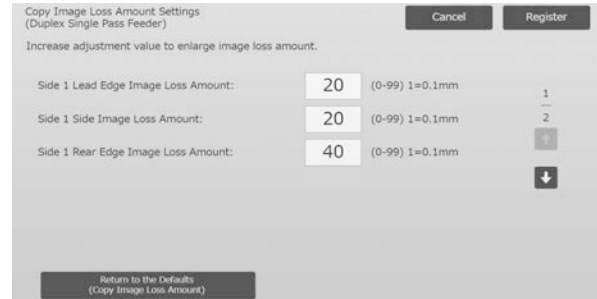 Copy Image Loss Amount Settings
(Duplex Single Pass Feeder)
Cancel
Register
Increase adjustment value to enlarge image loss amount.
Side 1 Lead Edge Image Loss Amount: 20 (0-99) 1=0.1mm
Side 1 Side Image Loss Amount: 20 (0-99) 1=0.1mm
Side 1 Rear Edge Image Loss Amount: 40 (0-99) 1=0.1mm
1
2
Return to the Defaults
(Copy Image Loss Amount)